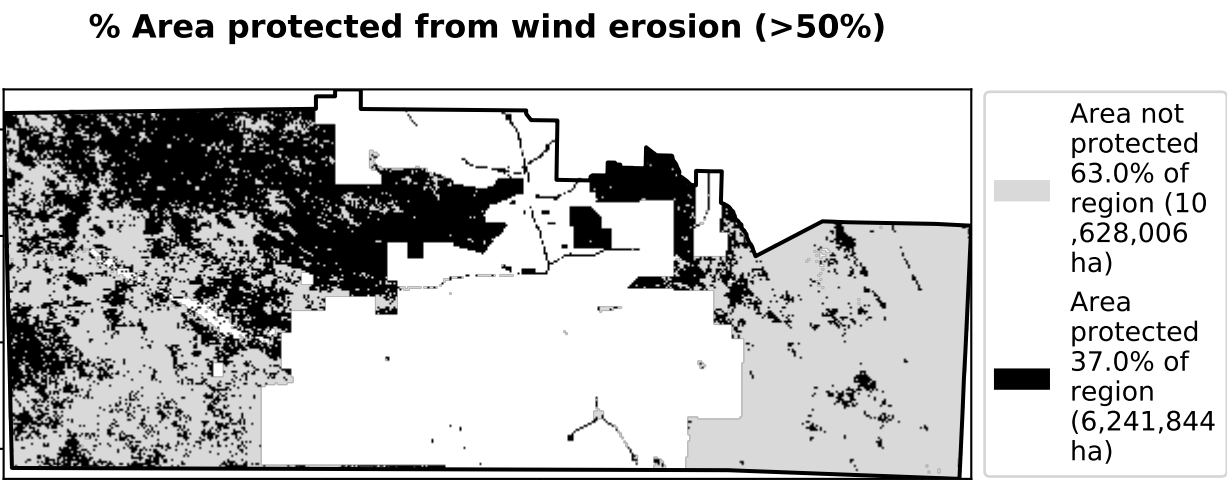 % Area protected from wind erosion (>50%)
Area not
protected
63.0% of
region (10
,628,006
ha)
Area
protected
37.0% of
region
(6,241,844
ha)